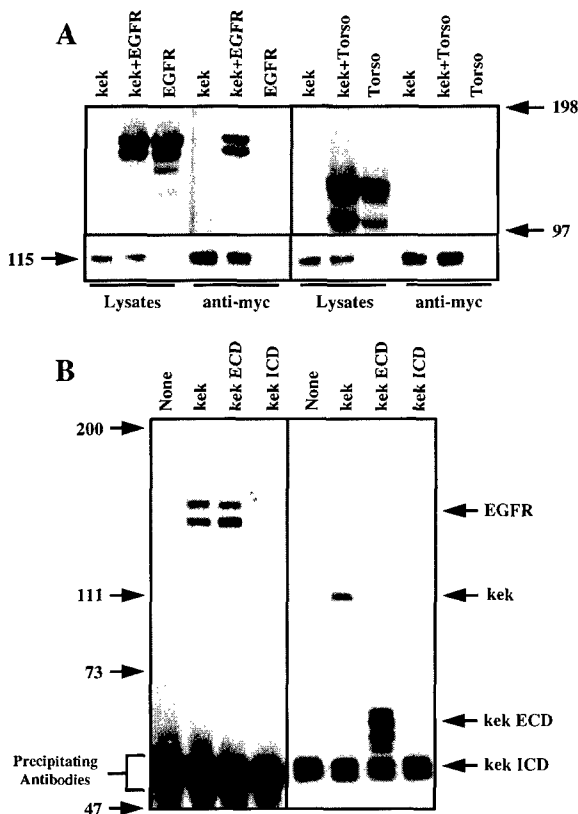 A
kek
kek+EGFR
EGFR
kek
kek+EGFR
EGFR
kek
kek+Torso
Torso
kek
kek+Torso
Torso
198
97
115
Lysates
anti-myc
Lysates
anti-myc
B
None
kek
kek ECD
kek ICD
None
kek
kek ECD
kek ICD
200
EGFR
111
kek
73
kek ECD
Precipitating
Antibodies
kek ICD
47